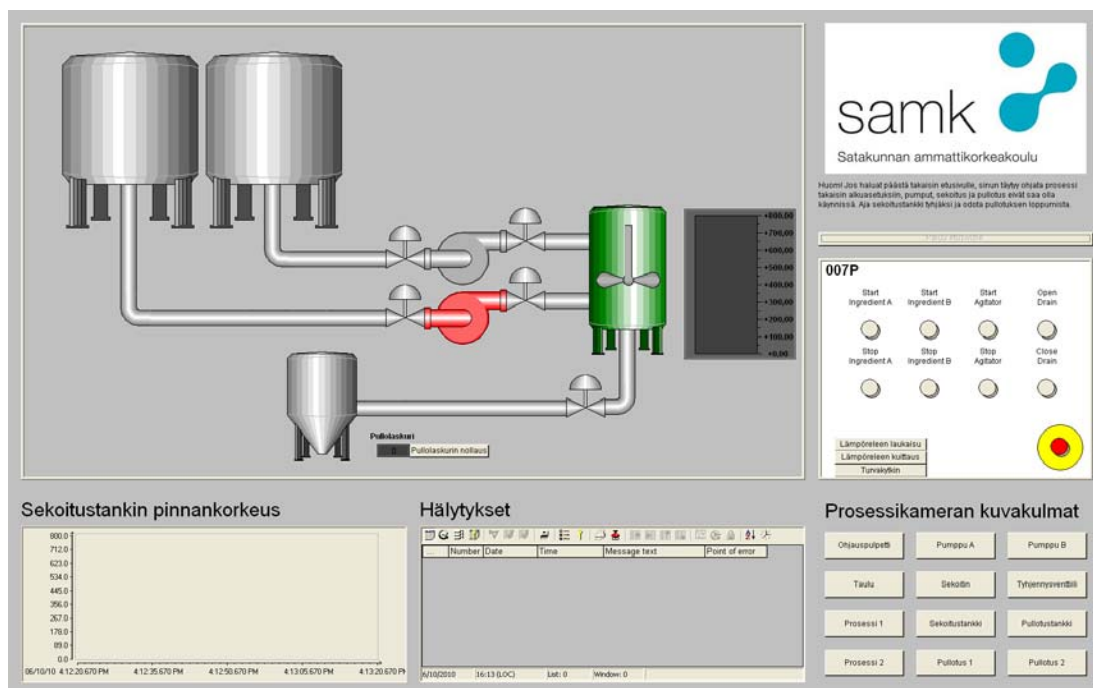 samk
Satakunnan ammattikorkeakoulu
Huom! Jos haluat päästä takaisin etusivulle, sinun täytyy ohjata prosessi
takaisin alkuasetuksiin, pumput, sekoitus ja pullotus eivät saa olla
käynnissä. Aja sekoitustankki tyhjäksi ja odota pullotuksen loppumista.
+800,00
+700,00
+600,00
+500,00
+400,00
+300,00
+200,00
+100,00
+0,00
Pullolaskuri
0 Pullolaskurin nollaus
007P
Start Ingredient A
Start Ingredient B
Start Agitator
Open Drain
Stop Ingredient A
Stop Ingredient B
Stop Agitator
Close Drain
Lämpöreleen laukaisu
Lämpöreleen kuittaus
Turvakytkin
Sekoitustankin pinnankorkeus
800.0
712.0
623.0
534.0
445.0
356.0
267.0
178.0
89.0
0.0
06/10/10 4:12:20.670 PM 4:12:35.670 PM 4:12:50.670 PM 4:13:05.670 PM 4:13:20.670 PM
Hälytykset
Number Date Time Message text Point of error
6/10/2010 16:13 (LOC) List: 0 Window: 0
Prosessikameran kuvakulmat
Ohjauspulpetti Pumppu A Pumppu B
Taulu Sekoitin Tyhjennysventtiili
Prosessi 1 Sekoitustankki Pullotustankki
Prosessi 2 Pullotus 1 Pullotus 2